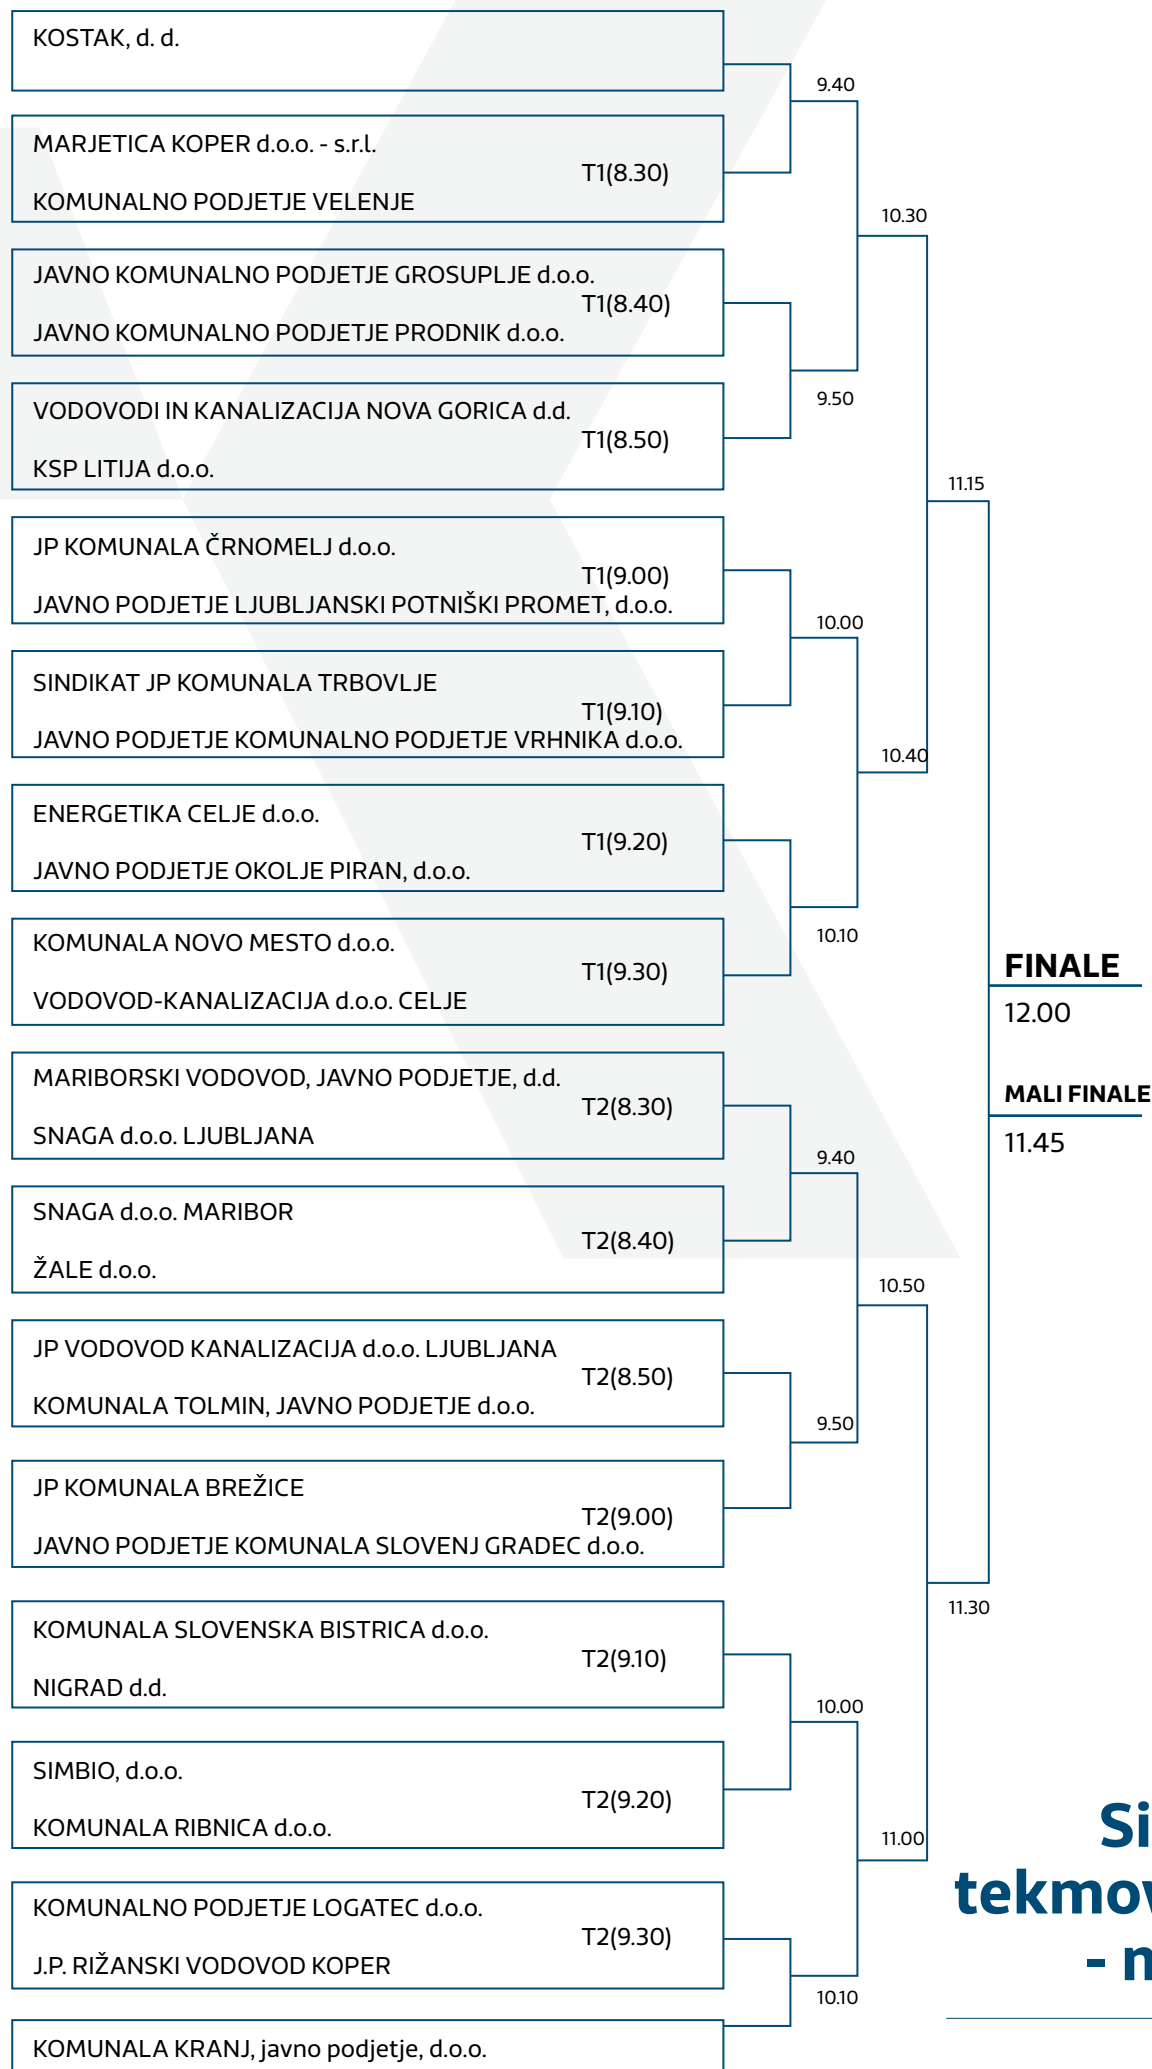 KOSTAK, d. d.
9.40
MARJETICA KOPER d.o.o. - s.r.l.
T1(8.30)
KOMUNALNO PODJETJE VELENJE
10.30
JAVNO KOMUNALNO PODJETJE GROSUPLJE d.o.o.
T1(8.40)
JAVNO KOMUNALNO PODJETJE PRODNIK d.o.o.
9.50
VODOVODI IN KANALIZACIJA NOVA GORICA d.d.
T1(8.50)
KSP LITIJA d.o.o.
11.15
JP KOMUNALA ČRNOMELJ d.o.o.
T1(9.00)
JAVNO PODJETJE LJUBLJANSKI POTNIŠKI PROMET, d.o.o.
10.00
SINDIKAT JP KOMUNALA TRBOVLJE
T1(9.10)
JAVNO PODJETJE KOMUNALNO PODJETJE VRHNIKA d.o.o.
10.40
ENERGETIKA CELJE d.o.o.
T1(9.20)
JAVNO PODJETJE OKOLJE PIRAN, d.o.o.
10.10
KOMUNALA NOVO MESTO d.o.o.
T1(9.30)
VODOVOD-KANALIZACIJA d.o.o. CELJE
FINALE
12.00
MARIBORSKI VODOVOD, JAVNO PODJETJE, d.d.
T2(8.30)
SNAGA d.o.o. LJUBLJANA
MALI FINALE
11.45
9.40
SNAGA d.o.o. MARIBOR
T2(8.40)
ŽALE d.o.o.
10.50
JP VODOVOD KANALIZACIJA d.o.o. LJUBLJANA
T2(8.50)
KOMUNALA TOLMIN, JAVNO PODJETJE d.o.o.
9.50
JP KOMUNALA BREŽICE
T2(9.00)
JAVNO PODJETJE KOMUNALA SLOVENJ GRADEC d.o.o.
11.30
KOMUNALA SLOVENSKA BISTRICA d.o.o.
T2(9.10)
NIGRAD d.d.
10.00
SIMBIO, d.o.o.
T2(9.20)
KOMUNALA RIBNICA d.o.o.
11.00
KOMUNALNO PODJETJE LOGATEC d.o.o.
T2(9.30)
J.P. RIŽANSKI VODOVOD KOPER
10.10
KOMUNALA KRANJ, javno podjetje, d.o.o.
Si
tekmov
- m